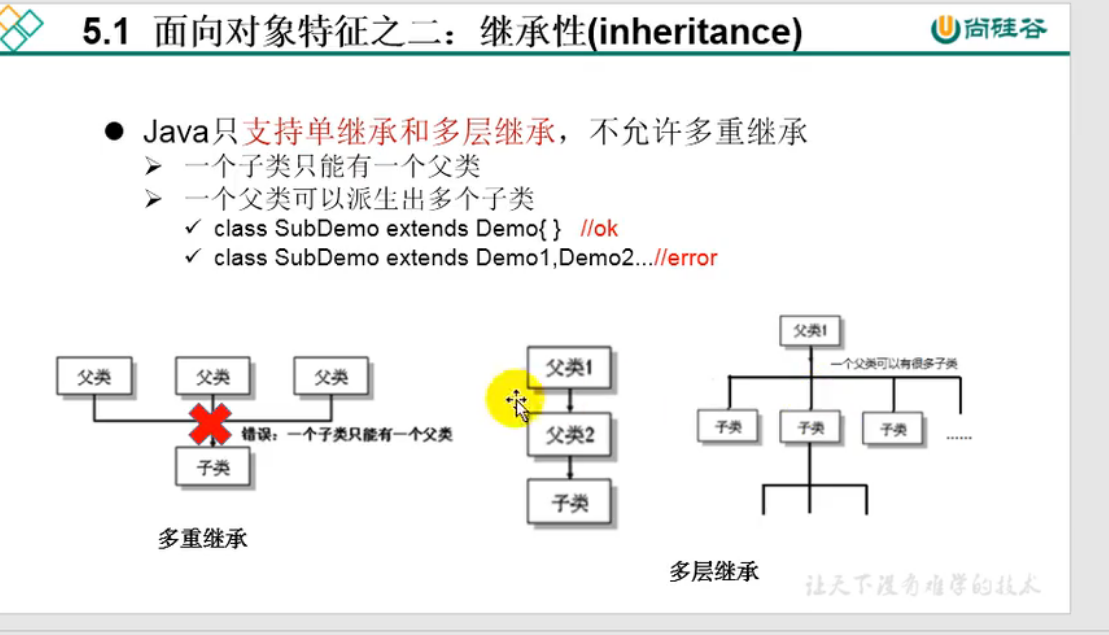 5.1 面向对象特征之二：继承性(inheritance)
尚硅谷
● Java只支持单继承和多层继承，不允许多重继承
➢ 一个子类只能有一个父类
➢ 一个父类可以派生出多个子类
✓ class SubDemo extends Demo{ } //ok
✓ class SubDemo extends Demo1,Demo2...//error
父类 父类 父类
错误：一个子类只能有一个父类
子类
多重继承
父类1
父类2
子类
父类1
一个父类可以有很多子类
子类 子类 子类 ......
多层继承
让天下没有难学的技术